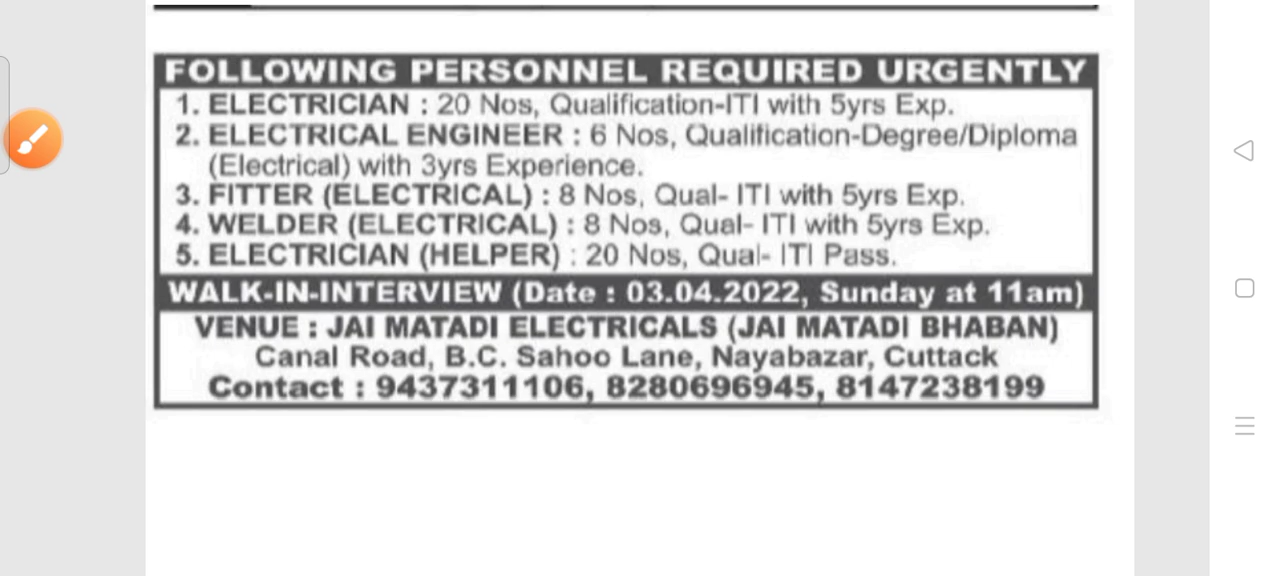 FOLLOWING PERSONNEL REQUIRED URGENTLY
1. ELECTRICIAN : 20 Nos, Qualification-ITI with 5yrs Exp.
2. ELECTRICAL ENGINEER : 6 Nos, Qualification-Degree/Diploma
(Electrical) with 3yrs Experience.
3. FITTER (ELECTRICAL) : 8 Nos, Qual- ITI with 5yrs Exp.
4. WELDER (ELECTRICAL) : 8 Nos, Qual- ITI with 5yrs Exp.
5. ELECTRICIAN (HELPER) : 20 Nos, Qual- ITI Pass.
WALK-IN-INTERVIEW (Date : 03.04.2022, Sunday at 11am)
VENUE : JAI MATADI ELECTRICALS (JAI MATADI BHABAN)
Canal Road, B.C. Sahoo Lane, Nayabazar, Cuttack
Contact : 9437311106, 8280696945, 8147238199